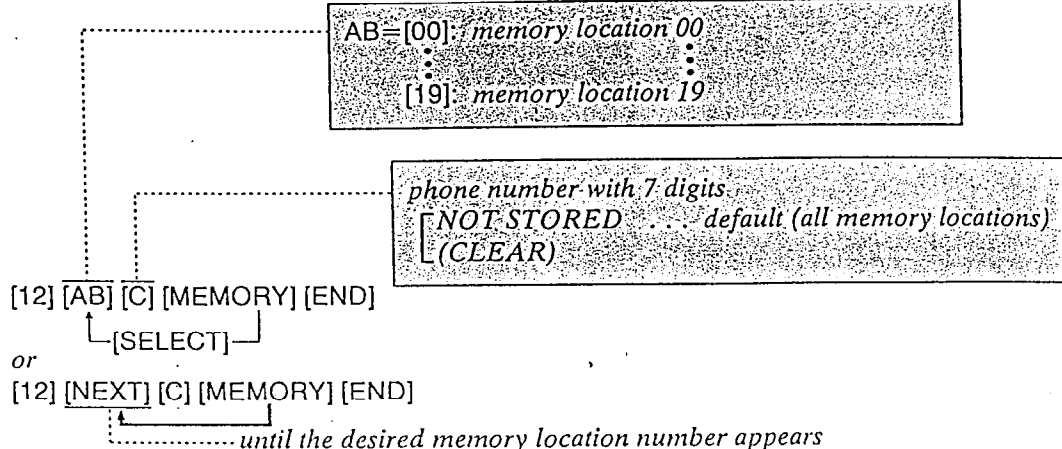 AB=[00]: memory location 00
[19]: memory location 19
phone number with 7 digits
NOT STORED ... default (all memory locations)
(CLEAR)
[12] [AB] [C] [MEMORY] [END]
[SELECT]
or
[12] [NEXT] [C] [MEMORY] [END]
until the desired memory location number appears